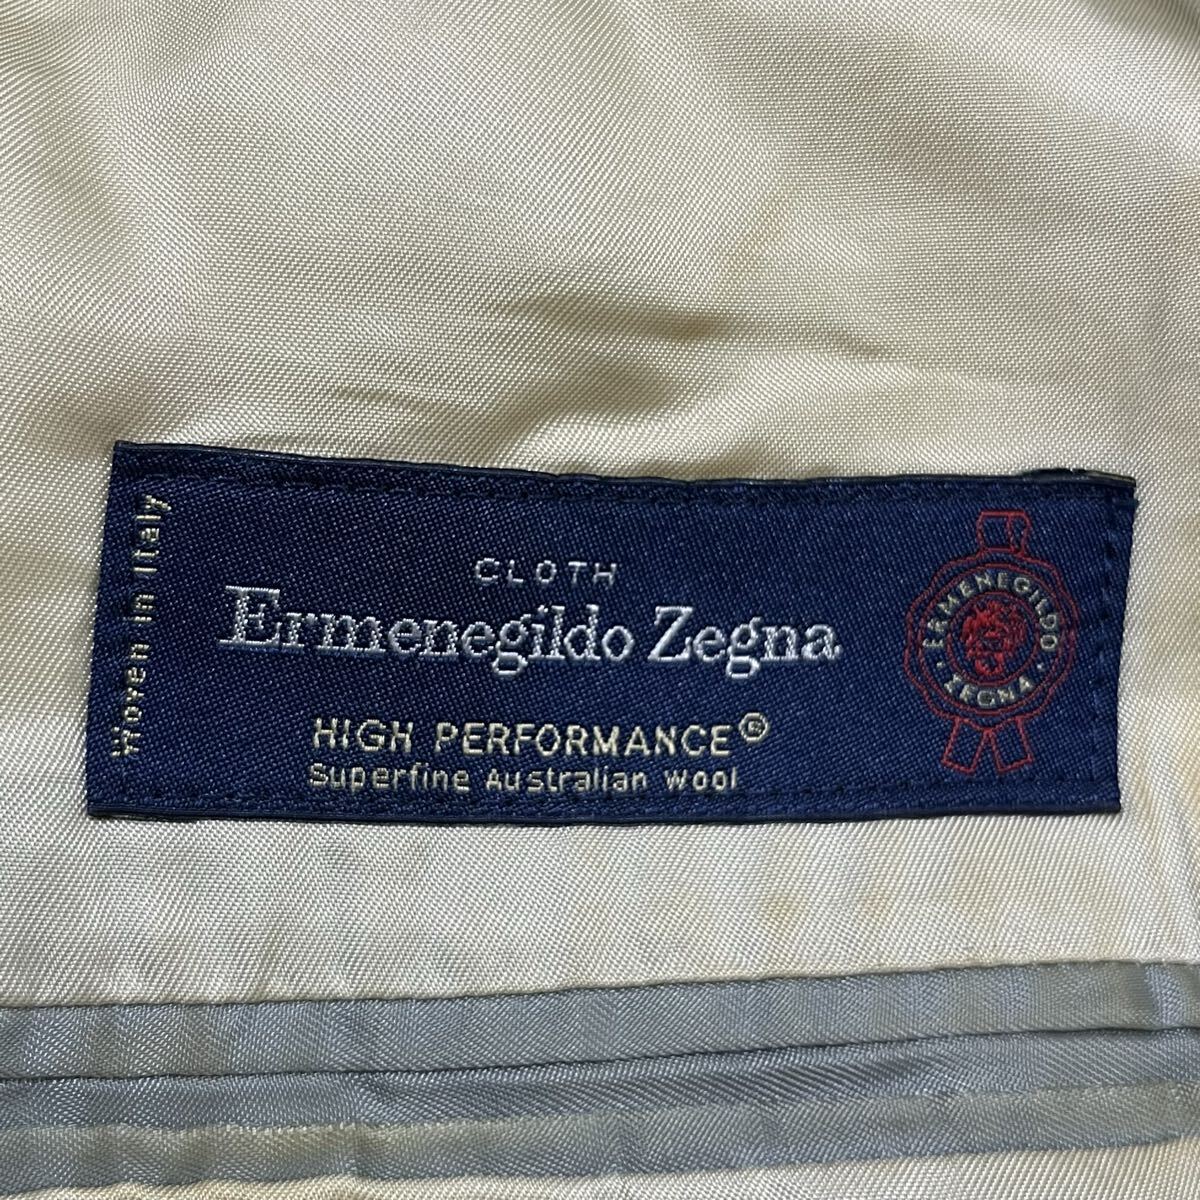 Woven in Italy
CLOTH
Ermenegildo Zegna
HIGH PERFORMANCE®
Superfine Australian Wool
ERMENEGILDO
· ZEGNA ·